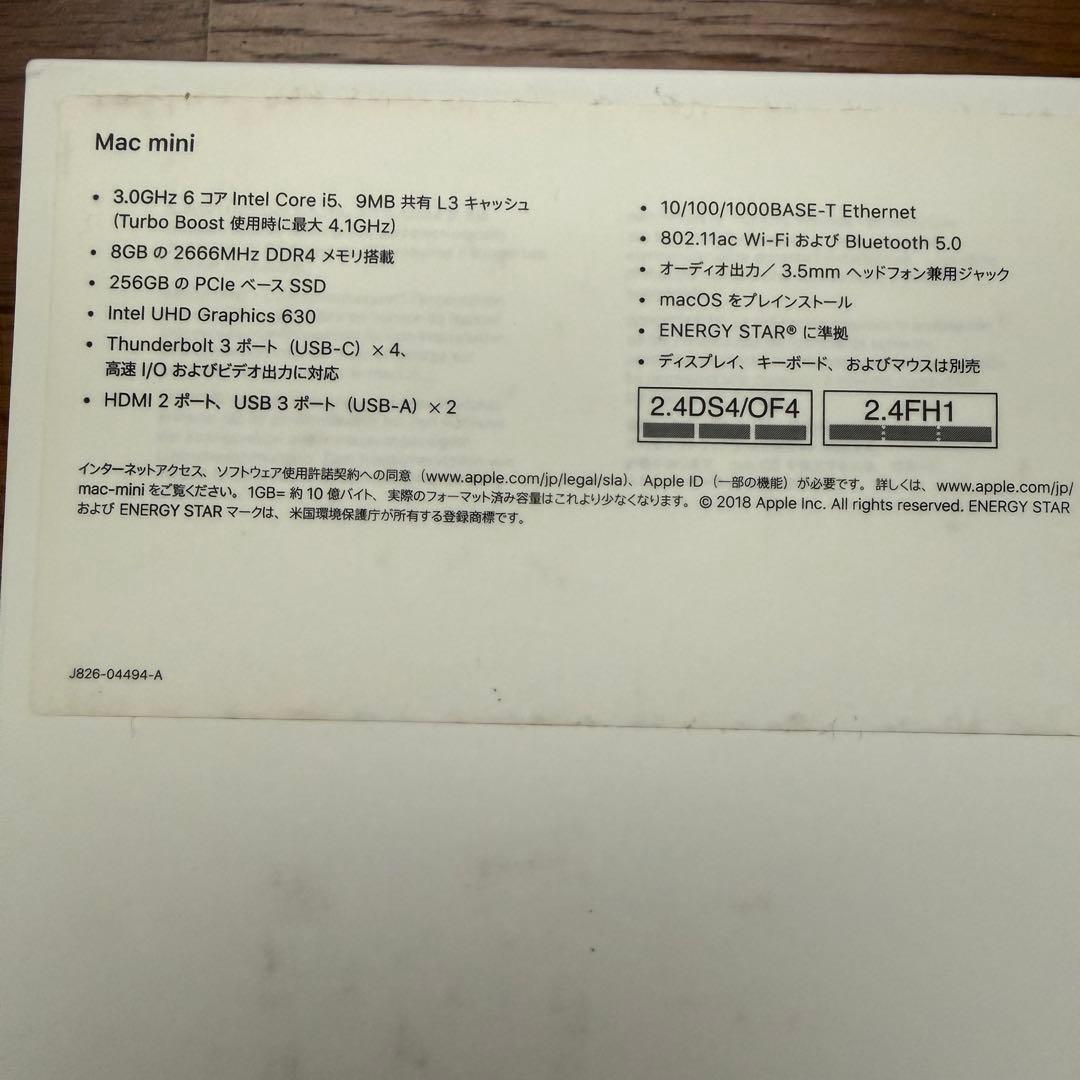 Mac mini
• 3.0GHz 6 コア Intel Core i5、9MB 共有 L3 キャッシュ
(Turbo Boost 使用時に最大 4.1GHz)
• 8GB の 2666MHz DDR4 メモリ搭載
• 256GB の PCIe ベース SSD
• Intel UHD Graphics 630
• Thunderbolt 3 ポート（USB-C）× 4、
高速 I/O およびビデオ出力に対応
• HDMI 2 ポート、USB 3 ポート（USB-A）× 2
• 10/100/1000BASE-T Ethernet
• 802.11ac Wi-Fi および Bluetooth 5.0
• オーディオ出力／ 3.5mm ヘッドフォン兼用ジャック
• macOS をプレインストール
• ENERGY STAR® に準拠
• ディスプレイ、キーボード、およびマウスは別売
2.4DS4/OF4
2.4FH1
インターネットアクセス、ソフトウェア使用許諾契約への同意（www.apple.com/jp/legal/sla）、Apple ID（一部の機能）が必要です。詳しくは、www.apple.com/jp/
mac-mini をご覧ください。1GB= 約 10 億バイト、実際のフォーマット済み容量はこれより少なくなります。© 2018 Apple Inc. All rights reserved. ENERGY STAR
および ENERGY STAR マークは、米国環境保護庁が所有する登録商標です。
J826-04494-A